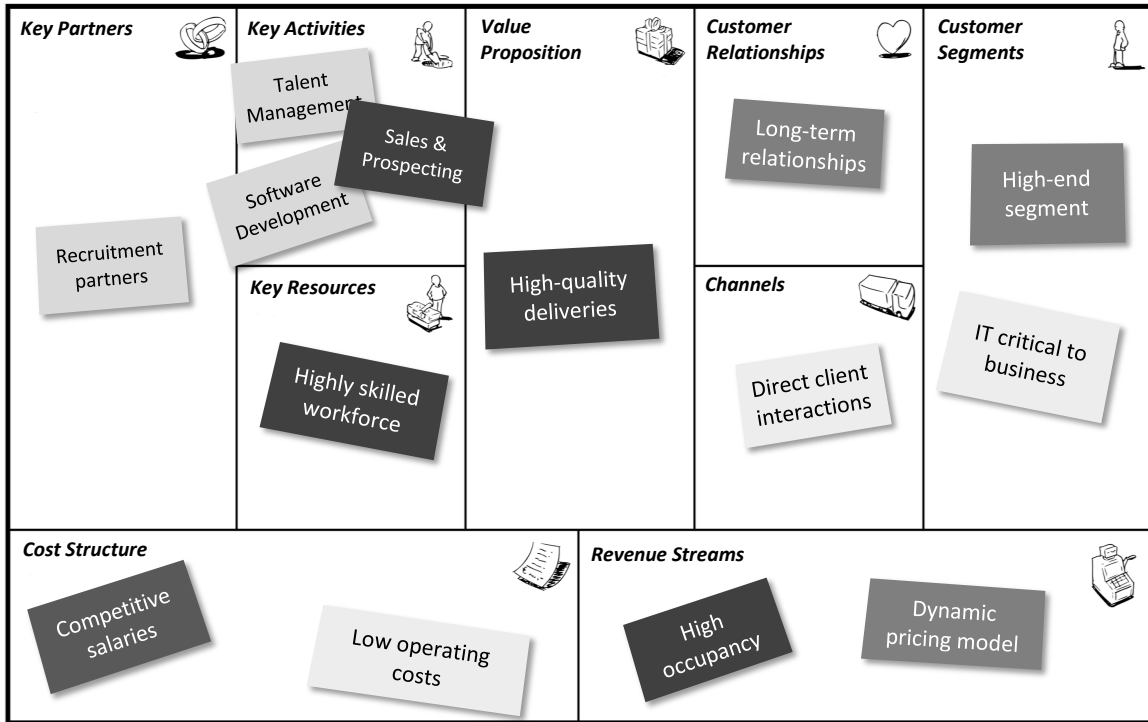 Key Partners
Recruitment
partners
Key Activities
Talent
Management
Sales &
Prospecting
Software
Development
Key Resources
Highly skilled
workforce
Value
Proposition
High-quality
deliveries
Customer
Relationships
Long-term
relationships
Channels
Direct client
interactions
Customer
Segments
High-end
segment
IT critical to
business
Cost Structure
Competitive
salaries
Low operating
costs
Revenue Streams
High
occupancy
Dynamic
pricing model